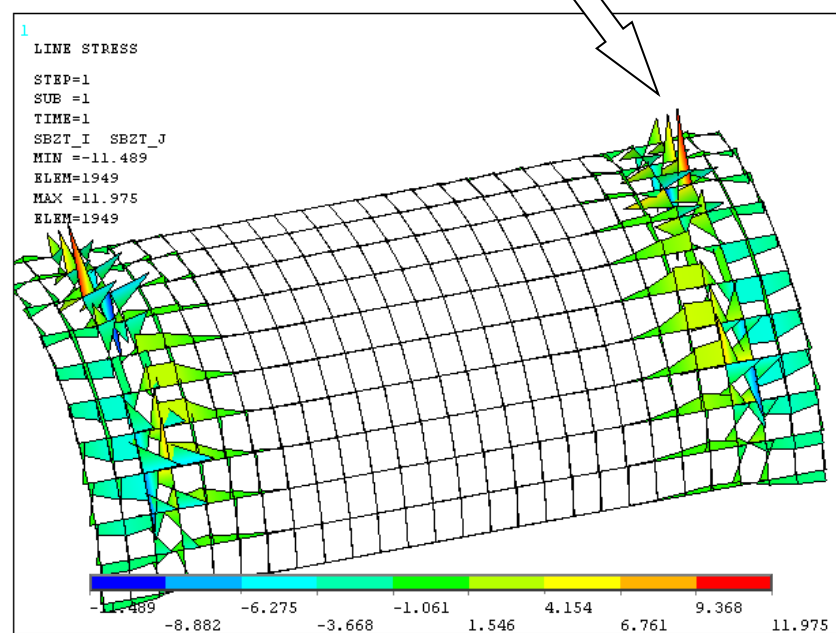 1
LINE STRESS
STEP=1
SUB =1
TIME=1
SBZT_I SBZT_J
MIN =-11.489
ELEM=1949
MAX =11.975
ELEM=1949
-11.489 -6.275 -1.061 4.154 9.368
-8.882 -3.668 1.546 6.761 11.975